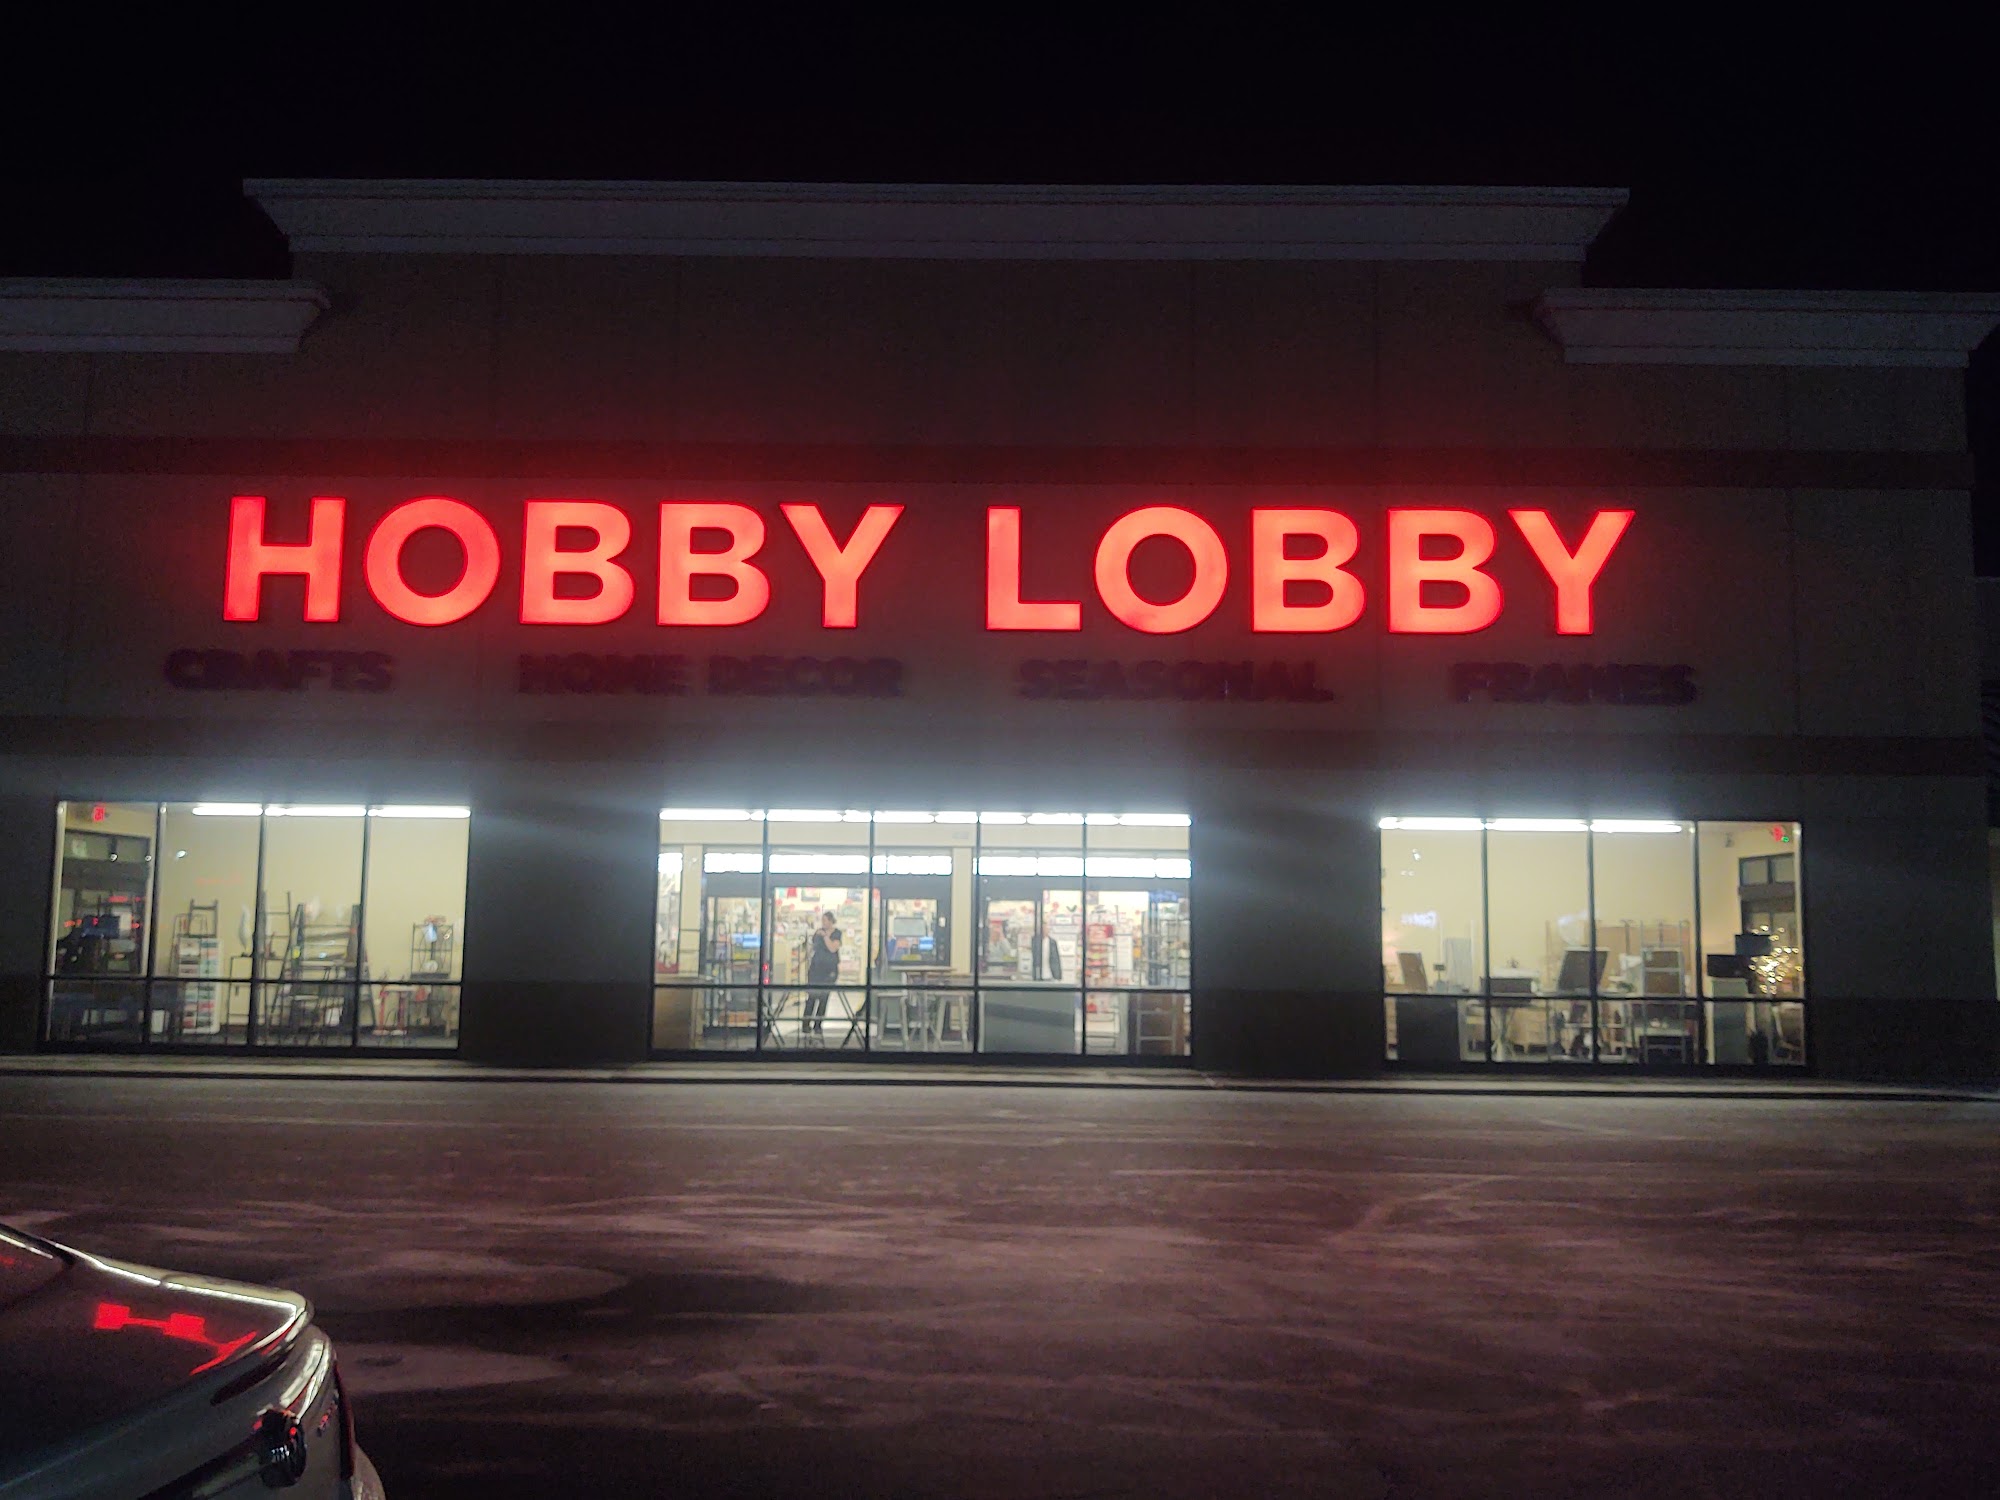 HOBBY LOBBY
CRAFTS HOME DECOR SEASONAL FRAMES